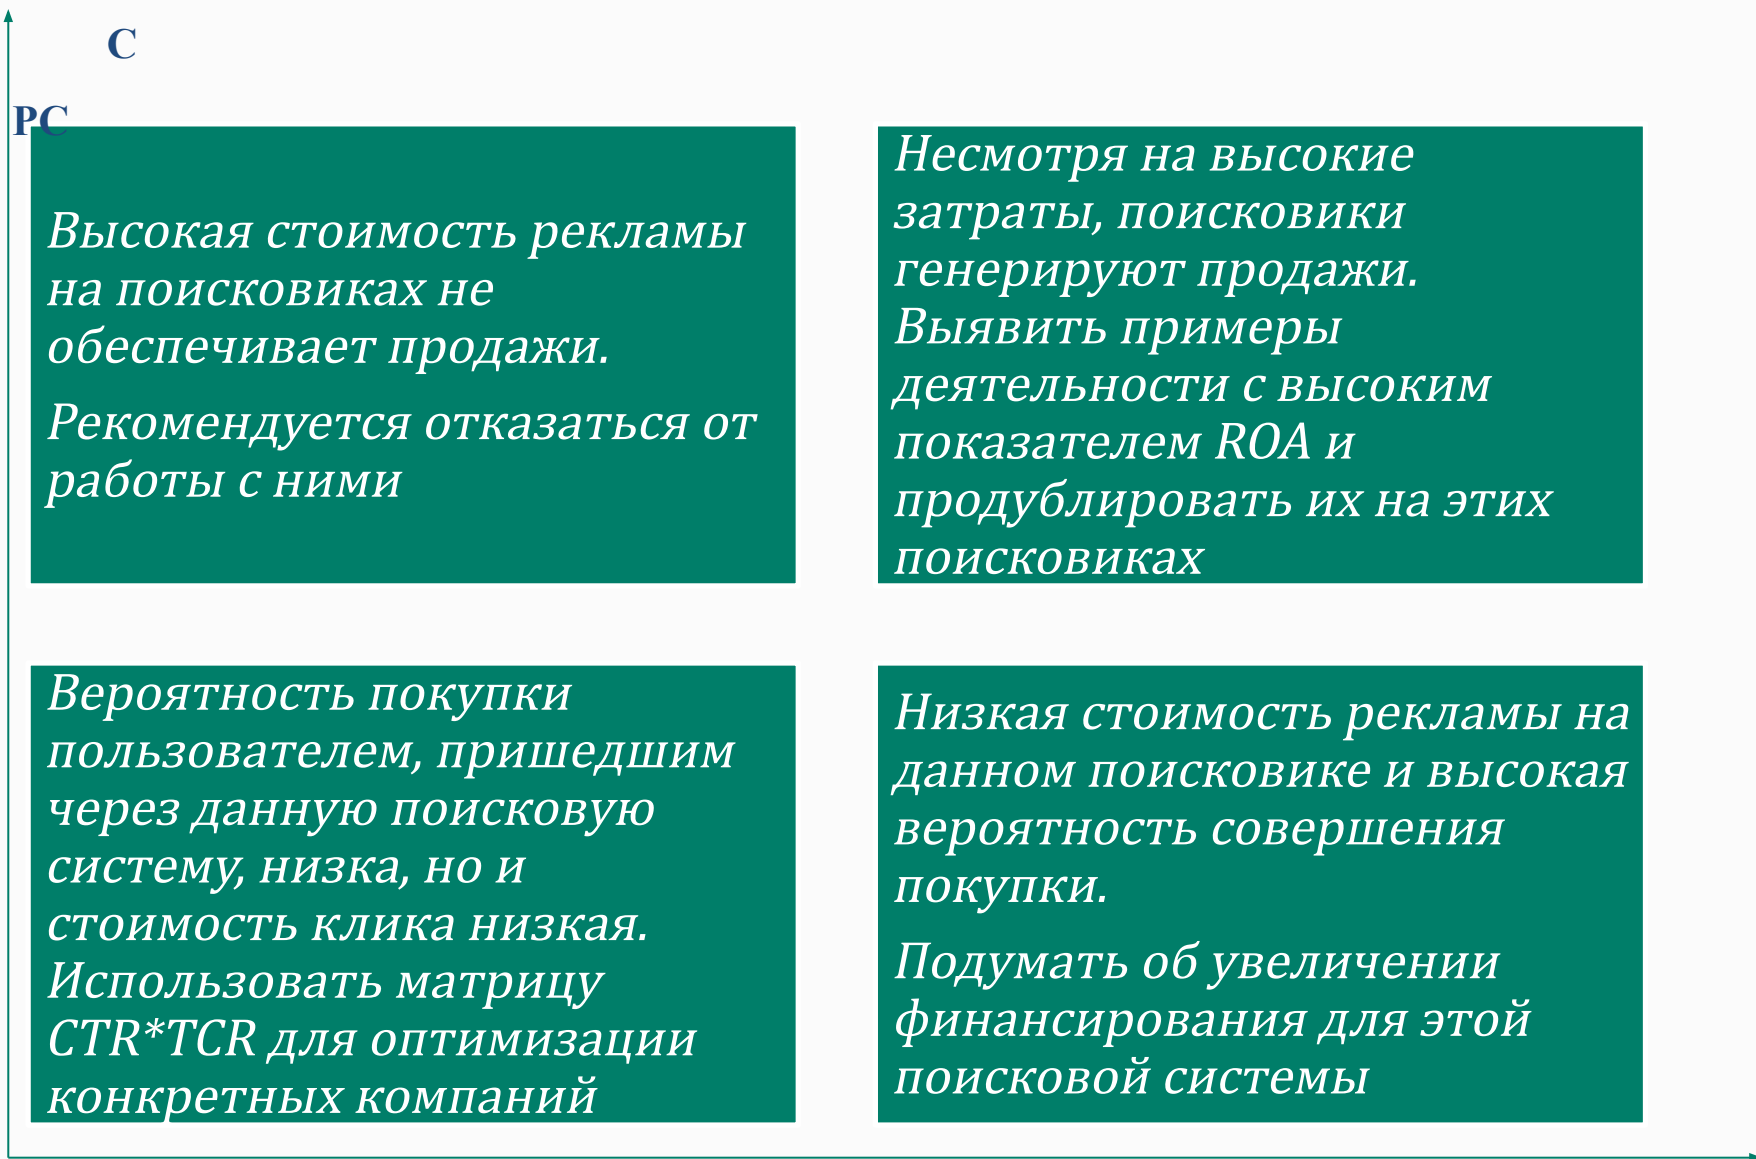 С
РС
Высокая стоимость рекламы
на поисковиках не
обеспечивает продажи.
Рекомендуется отказаться от
работы с ними
Несмотря на высокие
затраты, поисковики
генерируют продажи.
Выявить примеры
деятельности с высоким
показателем ROA и
продублировать их на этих
поисковиках
Вероятность покупки
пользователем, пришедшим
через данную поисковую
систему, низка, но и
стоимость клика низкая.
Использовать матрицу
CTR*TCR для оптимизации
конкретных компаний
Низкая стоимость рекламы на
данном поисковике и высокая
вероятность совершения
покупки.
Подумать об увеличении
финансирования для этой
поисковой системы